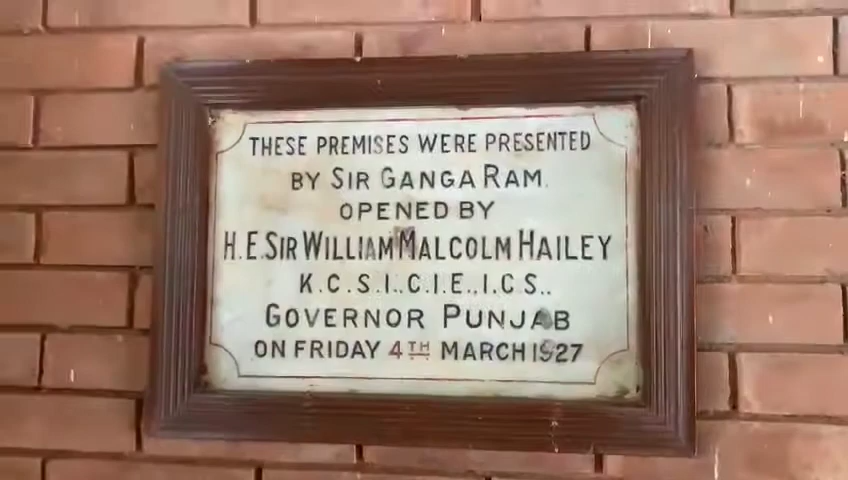 THESE PREMISES WERE PRESENTED
BY SIR GANGA RAM.
OPENED BY
H.E. SIR WILLIAM MALCOLM HAILEY
K.C.S.I., C.I.E., I.C.S..
GOVERNOR PUNJAB
ON FRIDAY 4TH MARCH 1927